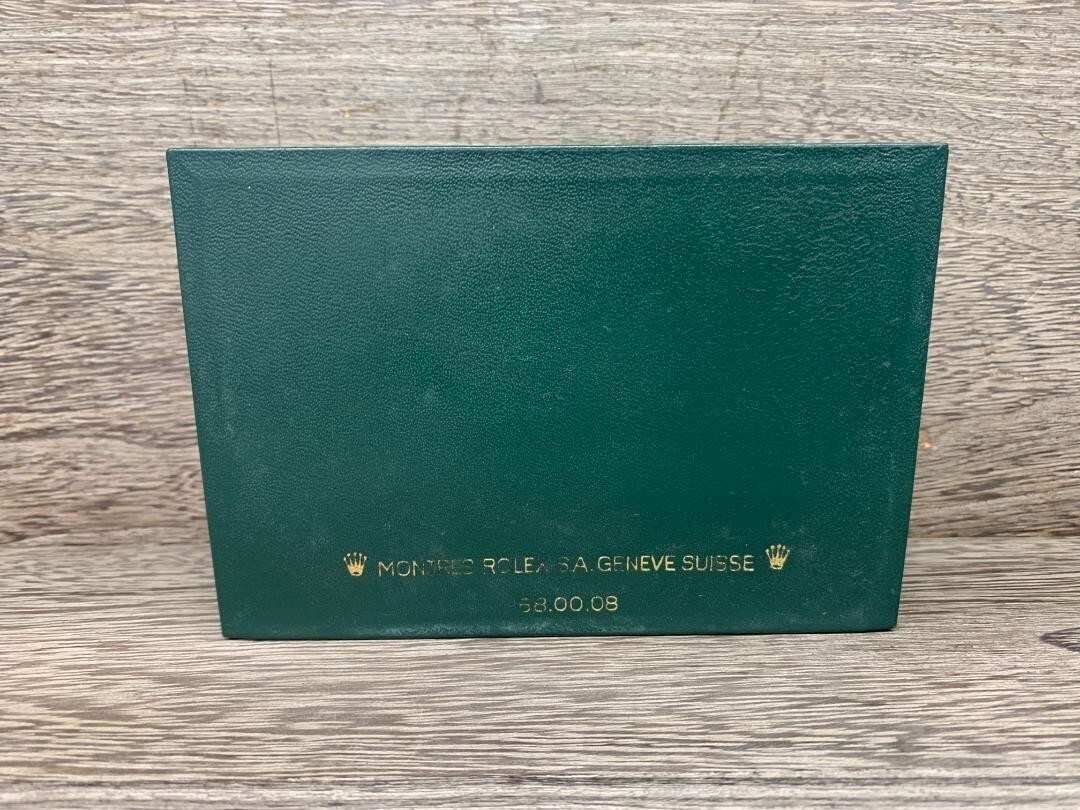 MONTRES ROLEX S.A. GENEVE SUISSE
68.00.08